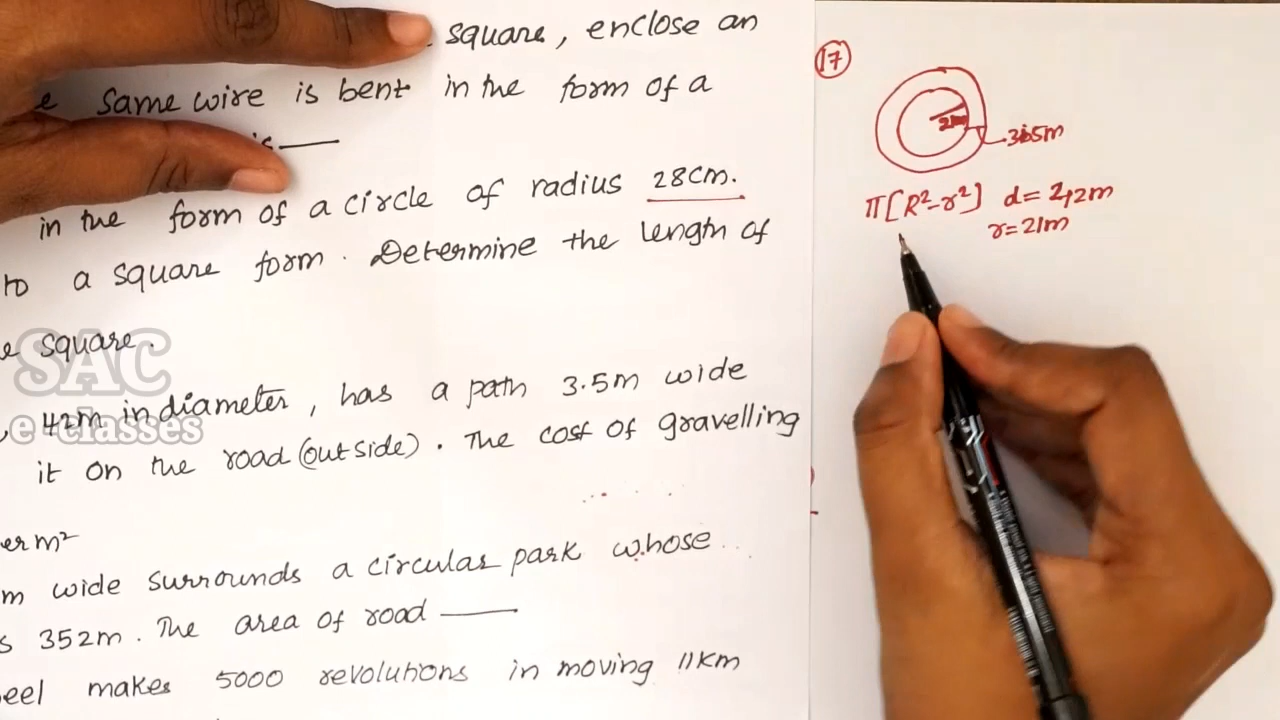 square, enclose an
same wire is bent in the form of a
is
in the form of a circle of radius 28cm.
to a square form. Determine the length of
square.
42m in diameter, has a path 3.5m wide
it on the road (outside). The cost of gravelling
er m²
m wide surrounds a circular park whose
s 352m. The area of road
eel makes 5000 revolutions in moving 11km
SAC
e-classes
17
21m
3.5m
π[R²-r²] d=42m
r=21m